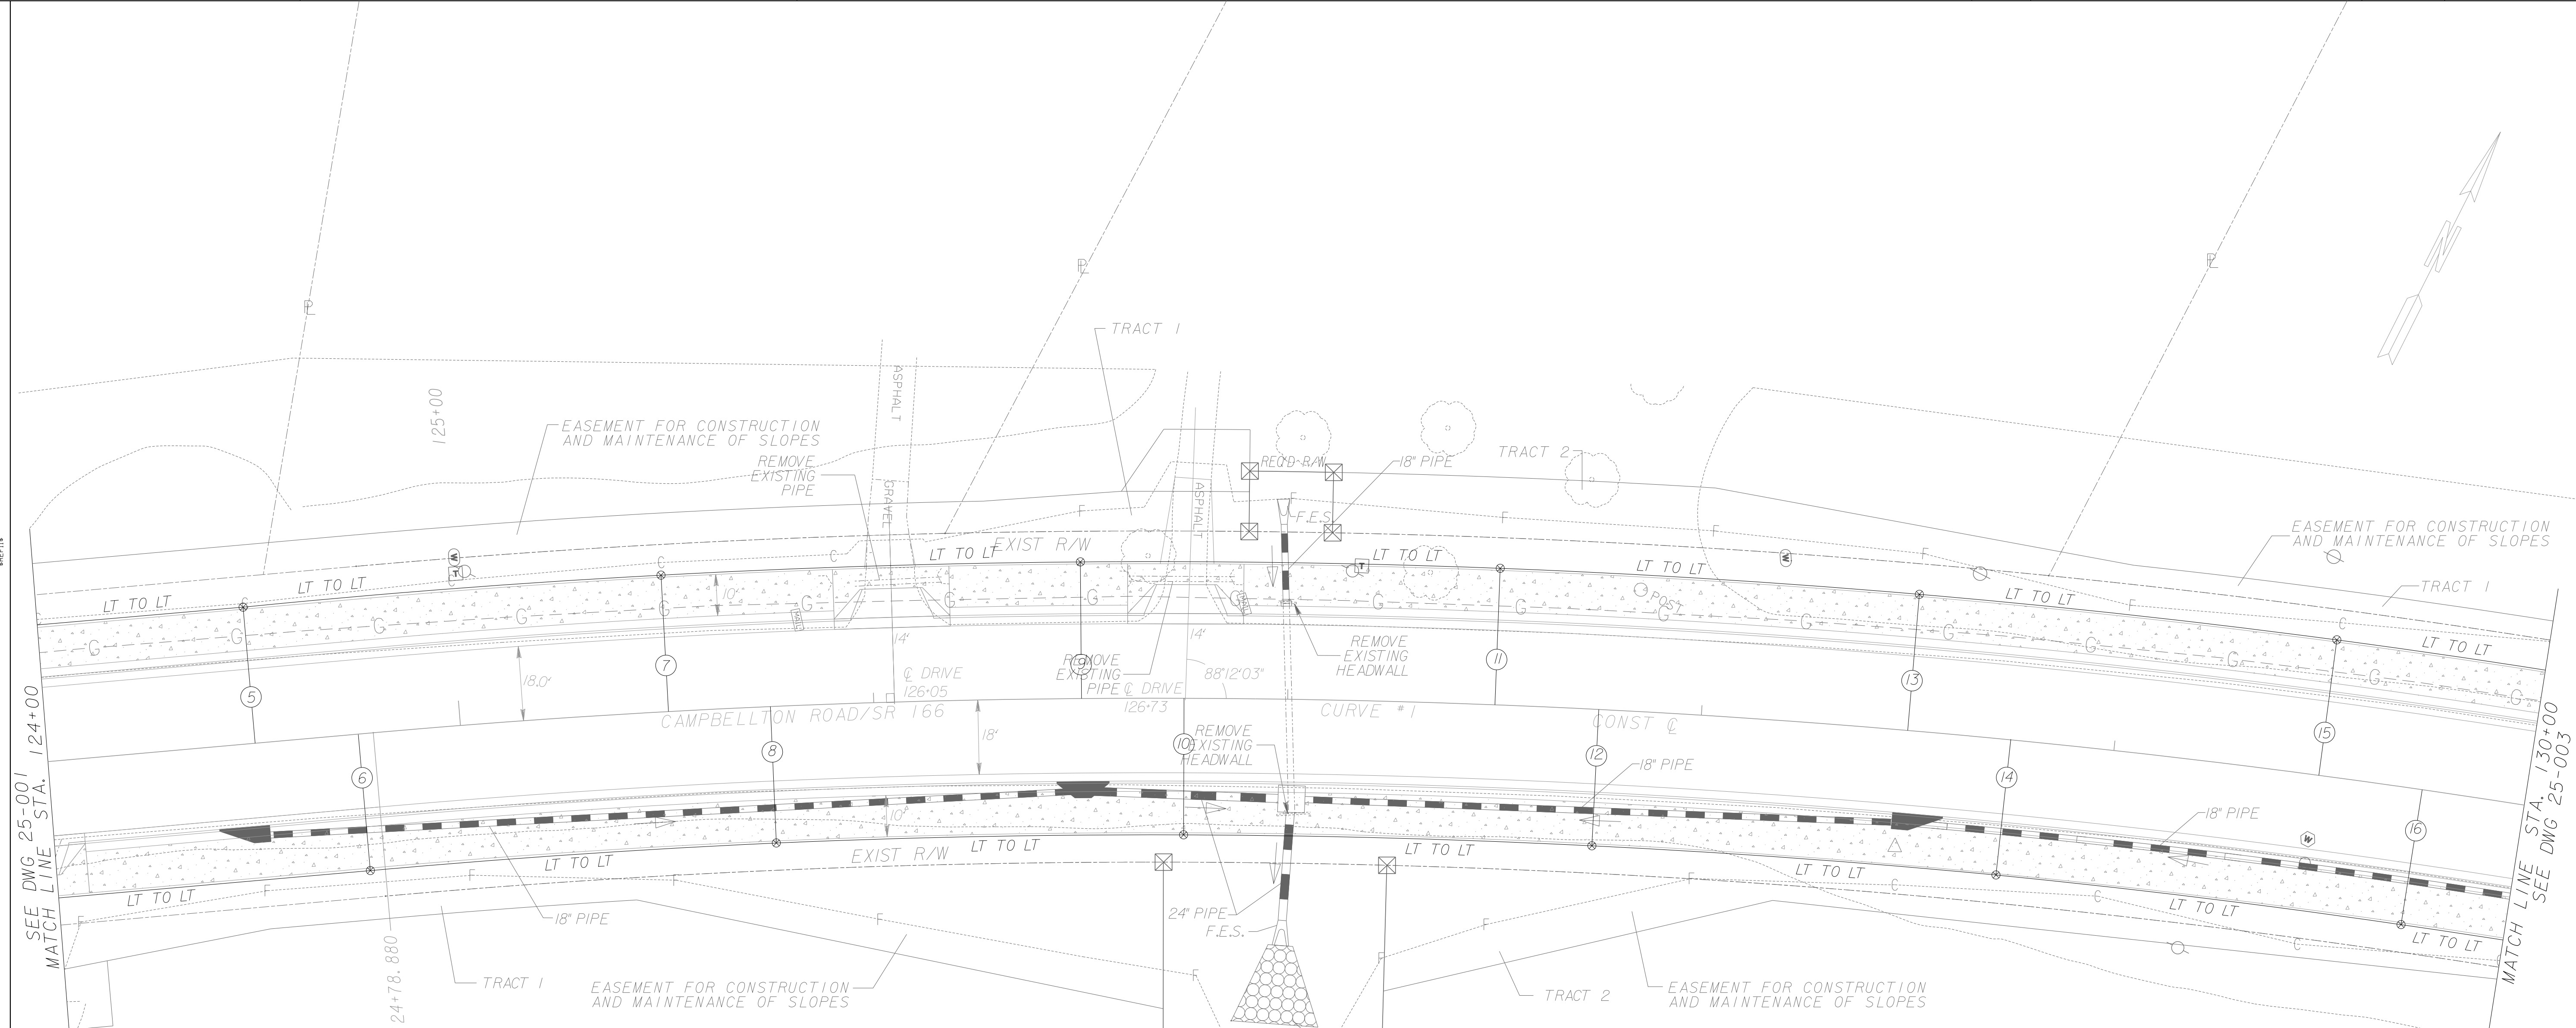 SEE DWG 25-001
MATCH LINE STA. 124+00
125+00
EASEMENT FOR CONSTRUCTION
AND MAINTENANCE OF SLOPES
REMOVE
EXISTING
PIPE
ASPHALT
GRAVEL
TRACT 1
ASPHALT
REQ'D R/W
18" PIPE
F.E.S.
TRACT 2
EASEMENT FOR CONSTRUCTION
AND MAINTENANCE OF SLOPES
TRACT 1
EXIST R/W
LT TO LT
LT TO LT
LT TO LT
LT TO LT
LT TO LT
LT TO LT
LT TO LT
W
T
T
W
10'
POST
5
7
9
11
13
15
18.0'
14'
14'
℄ DRIVE
126+05
REMOVE
EXISTING
PIPE
℄ DRIVE
126+73
88°12'03"
REMOVE
EXISTING
HEADWALL
CAMPBELLTON ROAD/SR 166
CURVE #1
CONST ℄
18'
REMOVE
EXISTING
HEADWALL
6
8
10
12
14
16
18" PIPE
18" PIPE
W
10'
EXIST R/W
LT TO LT
LT TO LT
LT TO LT
LT TO LT
LT TO LT
LT TO LT
LT TO LT
18" PIPE
24" PIPE
F.E.S.
24+78.880
TRACT 1
EASEMENT FOR CONSTRUCTION
AND MAINTENANCE OF SLOPES
TRACT 2
EASEMENT FOR CONSTRUCTION
AND MAINTENANCE OF SLOPES
MATCH LINE STA. 130+00
SEE DWG 25-003